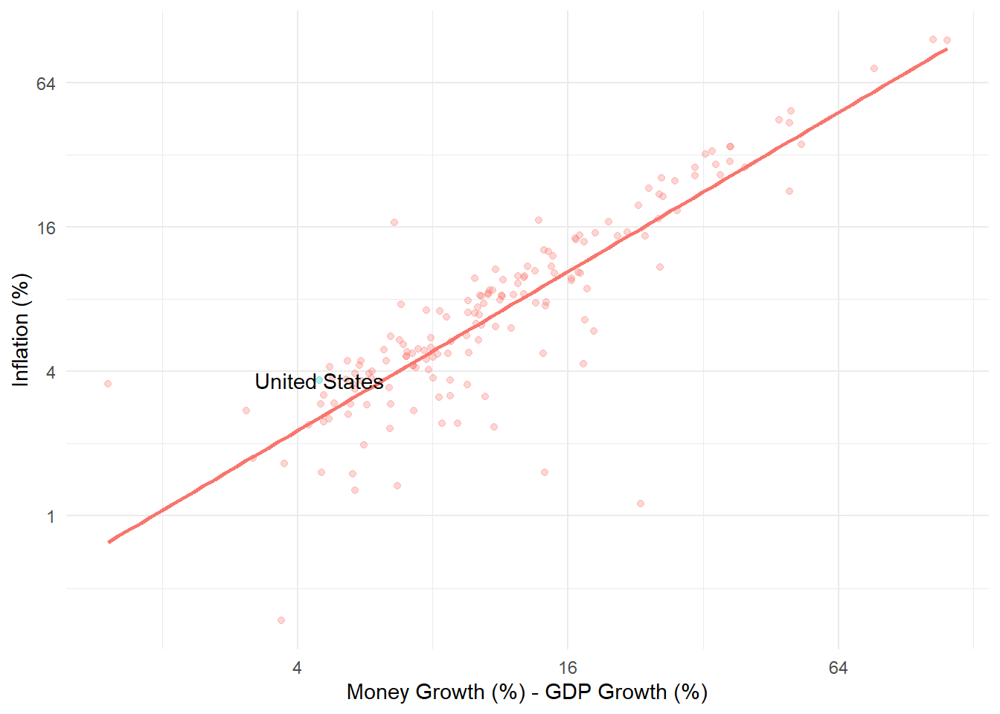 64
16
4
1
Inflation (%)
United States
4
16
64
Money Growth (%) - GDP Growth (%)